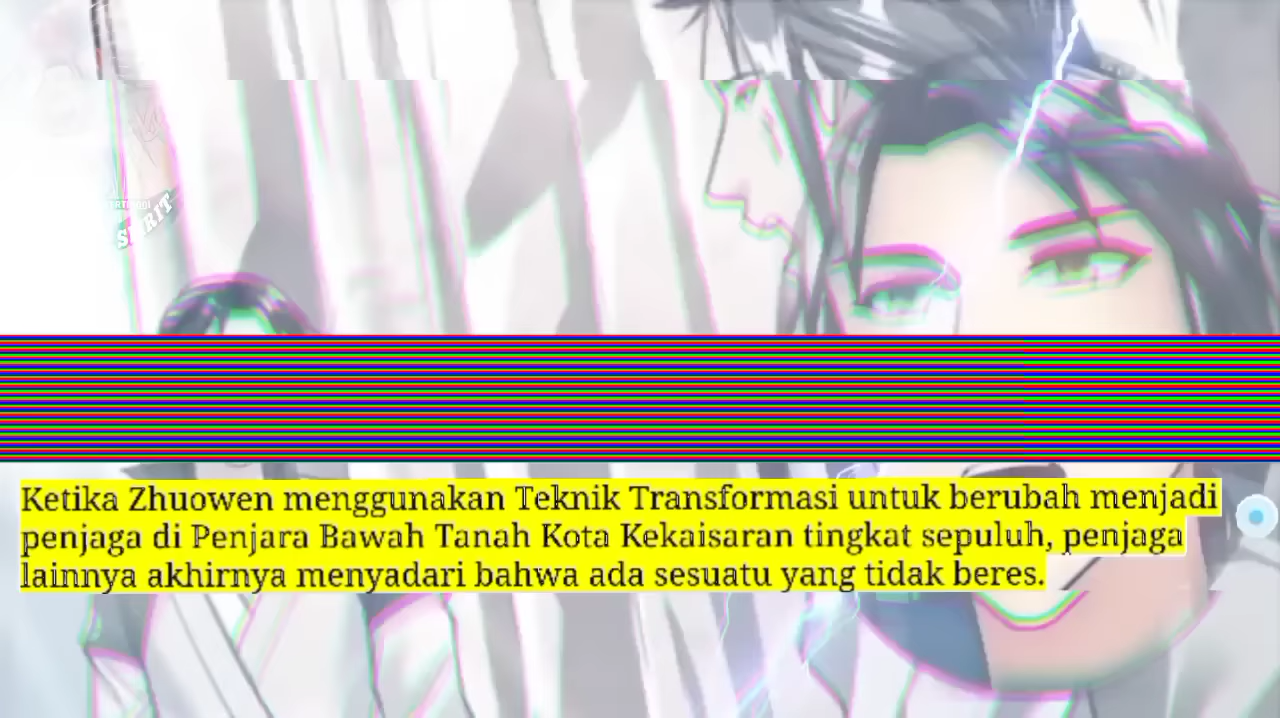 SPIRIT
Ketika Zhuowen menggunakan Teknik Transformasi untuk berubah menjadi
penjaga di Penjara Bawah Tanah Kota Kekaisaran tingkat sepuluh, penjaga
lainnya akhirnya menyadari bahwa ada sesuatu yang tidak beres.